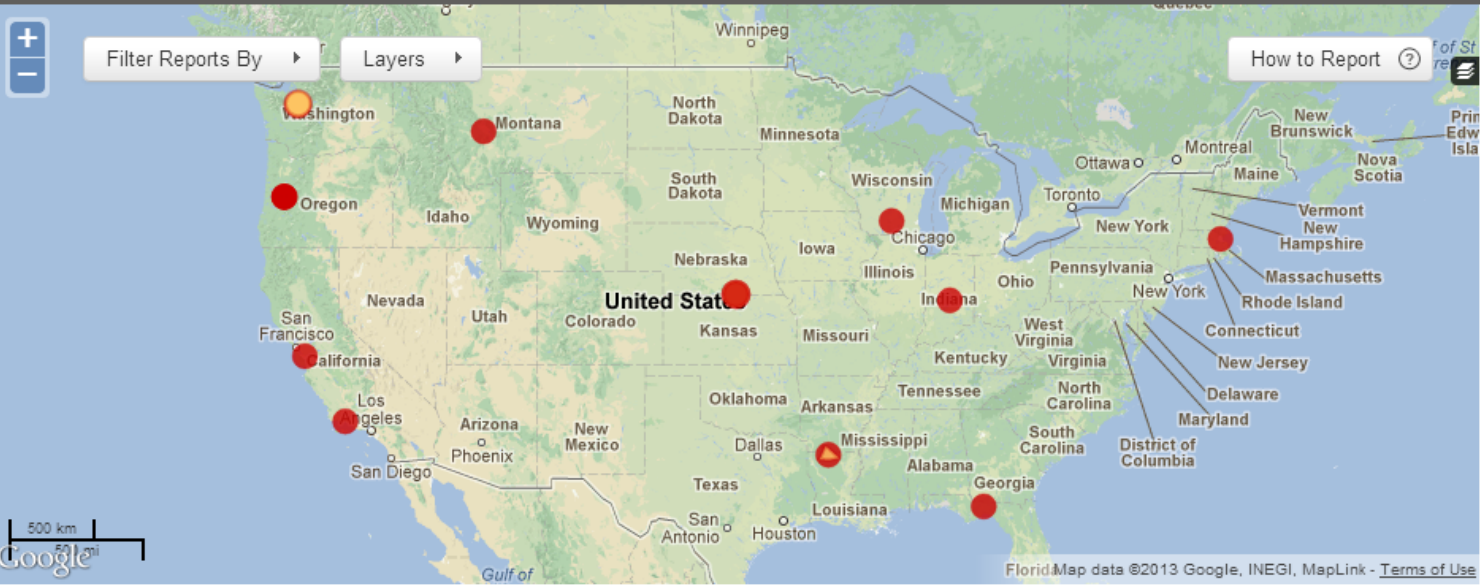 Quebec
+
Winnipeg
Filter Reports By
Layers
How to Report ?
−
North
Dakota
Montana
Minnesota
New
Brunswick
Montreal
Ottawa
Nova
Scotia
Maine
South
Dakota
Wisconsin
Toronto
Michigan
Oregon
Idaho
Wyoming
Vermont
New
Hampshire
New York
Chicago
Iowa
Nebraska
Illinois
Pennsylvania
Ohio
Massachusetts
New York
Rhode Island
Indiana
Nevada
Utah
Colorado
Kansas
Missouri
West
Virginia
Connecticut
San
Francisco
California
Kentucky
Virginia
New Jersey
Tennessee
North
Carolina
Delaware
Oklahoma
Arkansas
Los
Angeles
Arizona
New
Mexico
Maryland
South
Carolina
District of
Columbia
Mississippi
Dallas
Phoenix
San Diego
Alabama
Georgia
Texas
Louisiana
San
Antonio
Houston
500 km
Google
Gulf of
Florida
Map data ©2013 Google, INEGI, MapLink - Terms of Use